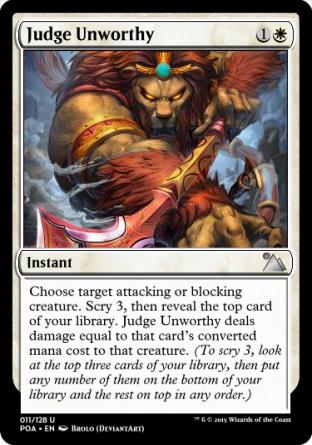 Judge Unworthy 1
Instant
Choose target attacking or blocking
creature. Scry 3, then reveal the top card
of your library. Judge Unworthy deals
damage equal to that card's converted
mana cost to that creature. (To scry 3, look
at the top three cards of your library, then put
any number of them on the bottom of your
library and the rest on top in any order.)
011/128 U
POA • EN Brolo (DeviantArt)
™ & © 2015 Wizards of the Coast